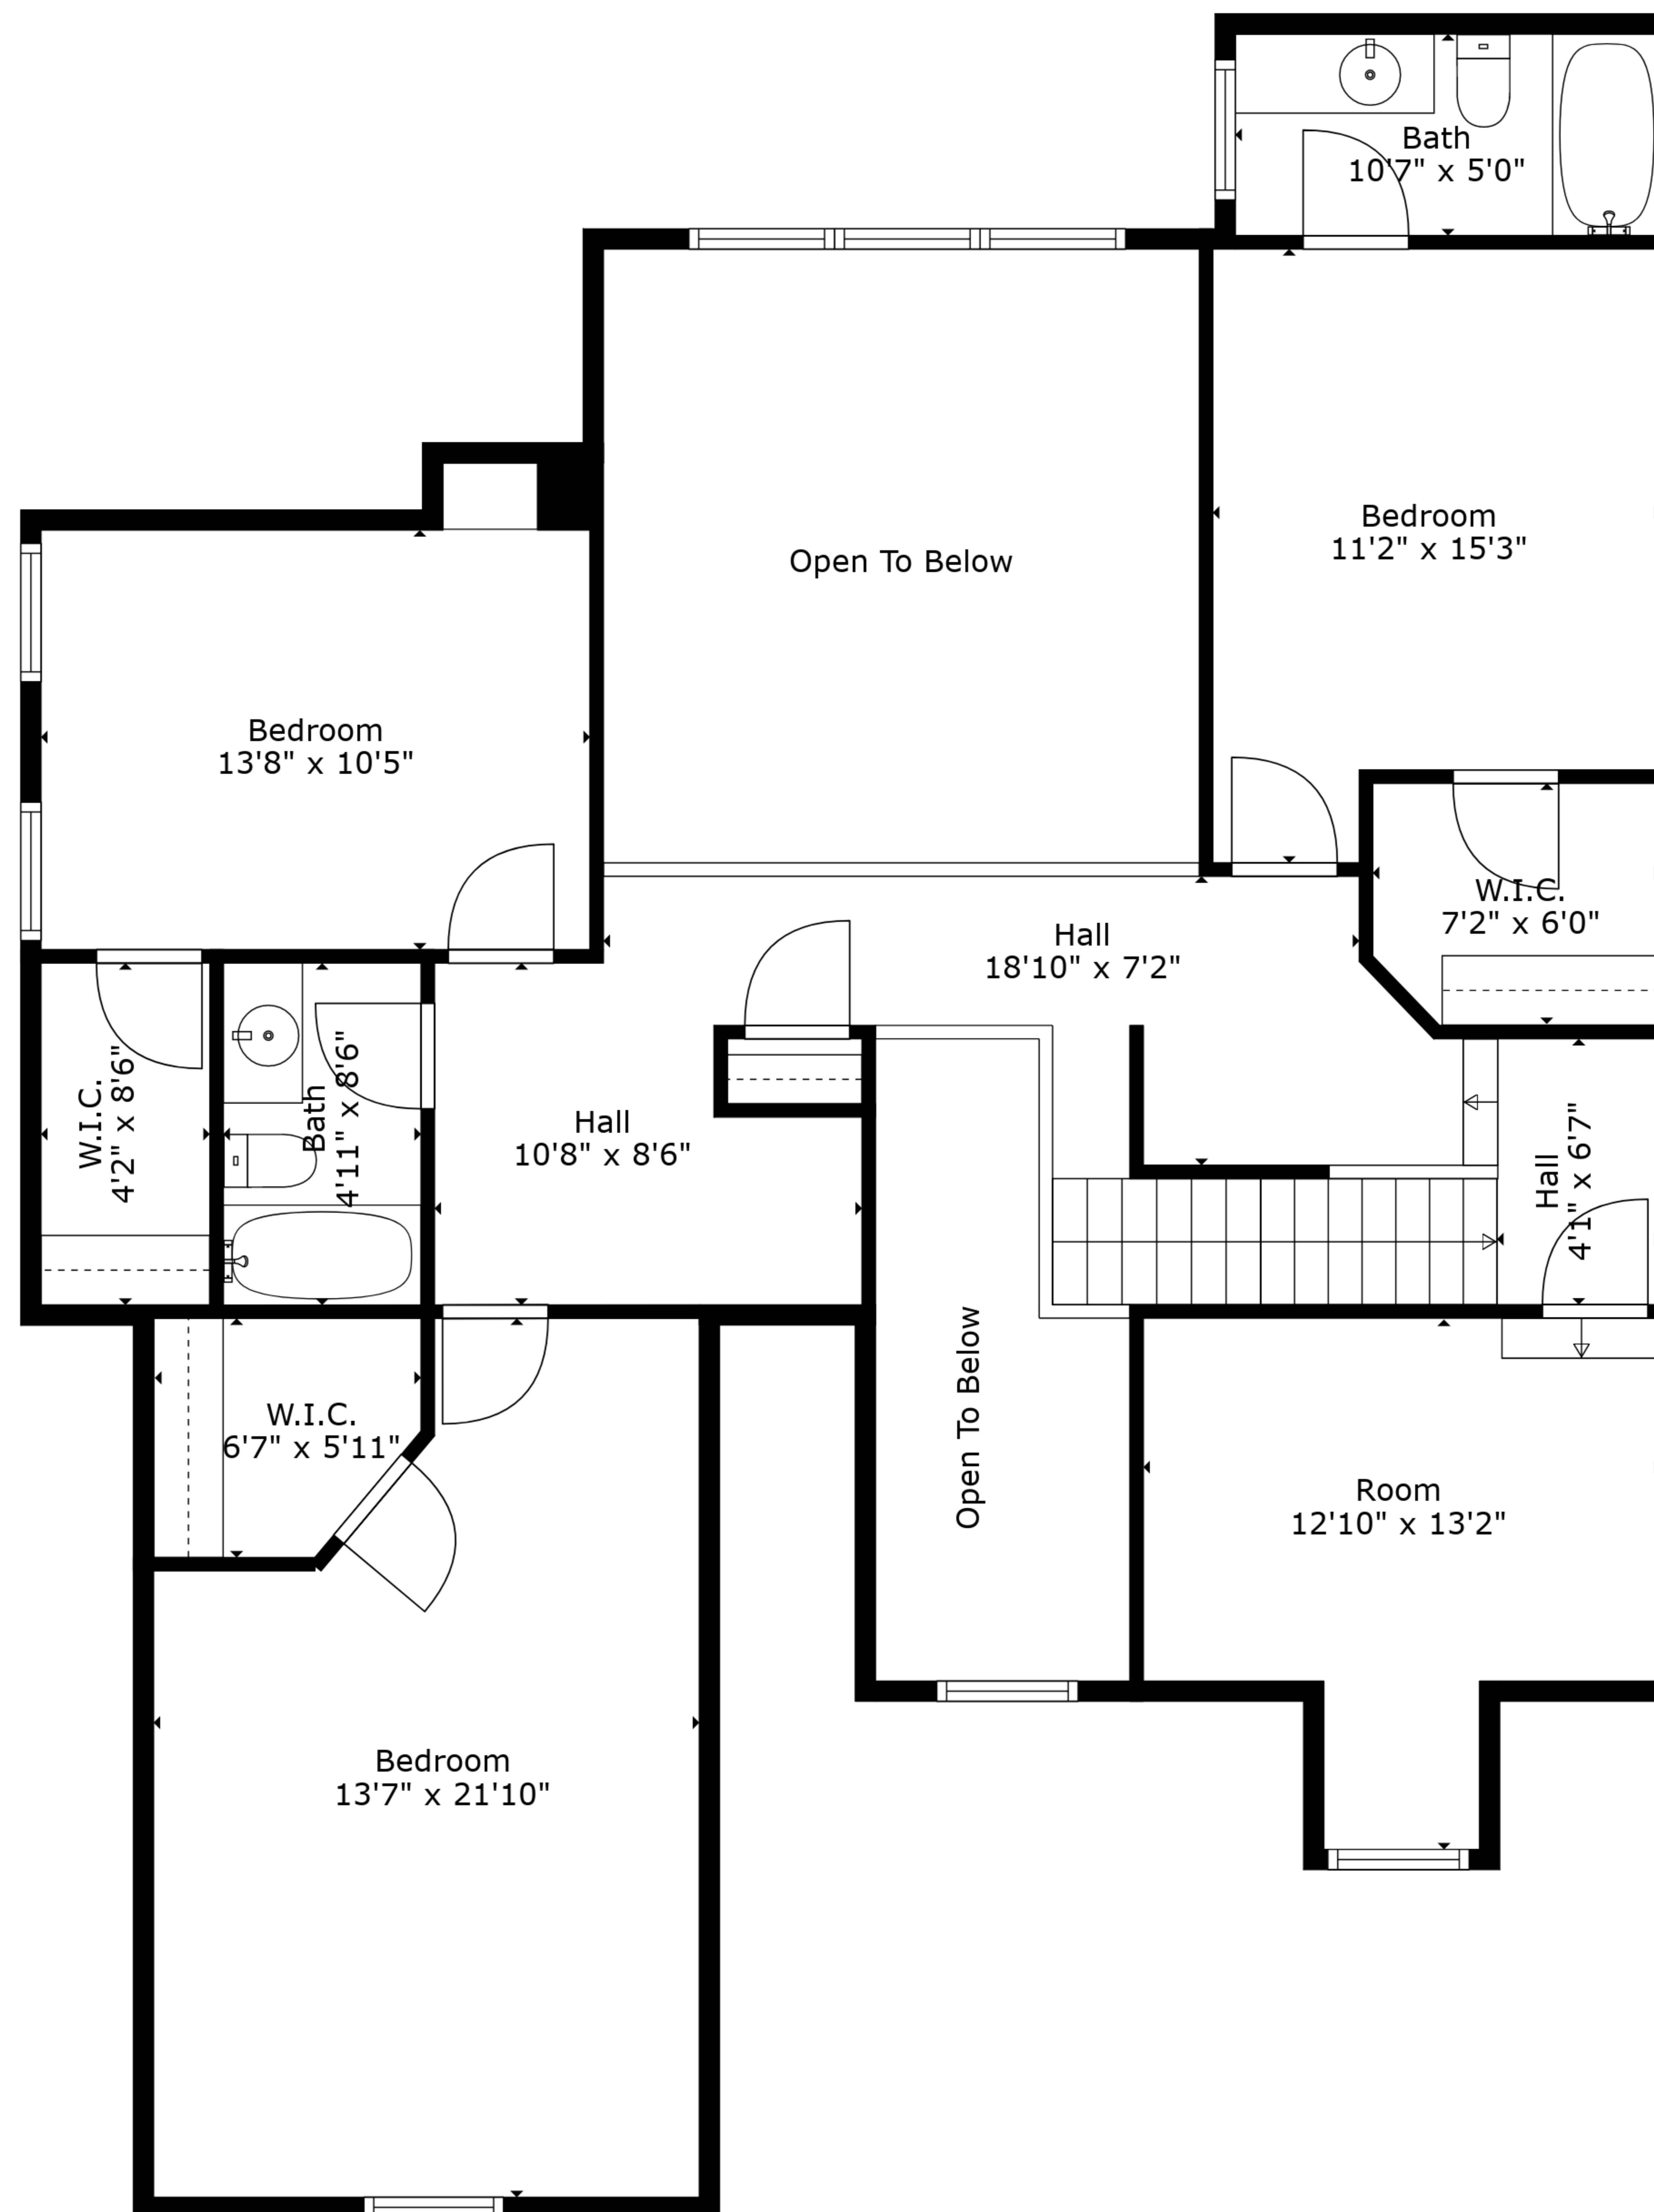 Bath
10'7" x 5'0"
Bedroom
11'2" x 15'3"
Open To Below
Bedroom
13'8" x 10'5"
W.I.C.
7'2" x 6'0"
Hall
18'10" x 7'2"
W.I.C.
4'2" x 8'6"
Bath
4'11" x 8'6"
Hall
10'8" x 8'6"
Hall
4'1" x 6'7"
Open To Below
W.I.C.
6'7" x 5'11"
Room
12'10" x 13'2"
Bedroom
13'7" x 21'10"